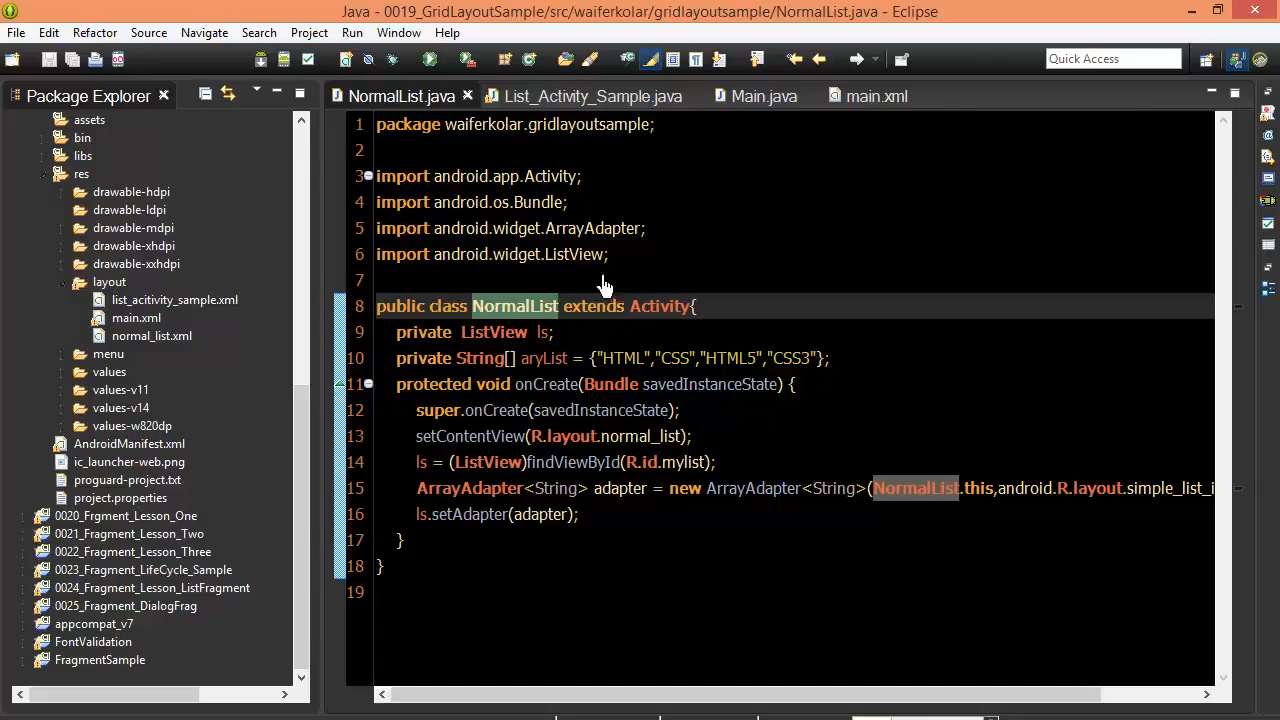 Java - 0019_GridLayoutSample/src/waiferkolar/gridlayoutsample/NormalList.java - Eclipse
File Edit Refactor Source Navigate Search Project Run Window Help
Quick Access
Package Explorer
assets
bin
libs
res
drawable-hdpi
drawable-ldpi
drawable-mdpi
drawable-xhdpi
drawable-xxhdpi
layout
list_acitivity_sample.xml
main.xml
normal_list.xml
menu
values
values-v11
values-v14
values-w820dp
AndroidManifest.xml
ic_launcher-web.png
proguard-project.txt
project.properties
0020_Frgment_Lesson_One
0021_Fragment_Lesson_Two
0022_Fragment_Lesson_Three
0023_Fragment_LifeCycle_Sample
0024_Fragment_Lesson_ListFragment
0025_Fragment_DialogFrag
appcompat_v7
FontValidation
FragmentSample
NormalList.java List_Activity_Sample.java Main.java main.xml
1 package waiferkolar.gridlayoutsample;
2
3 import android.app.Activity;
4 import android.os.Bundle;
5 import android.widget.ArrayAdapter;
6 import android.widget.ListView;
7
8 public class NormalList extends Activity{
9 private ListView ls;
10 private String[] aryList = {"HTML","CSS","HTML5","CSS3"};
11 protected void onCreate(Bundle savedInstanceState) {
12 super.onCreate(savedInstanceState);
13 setContentView(R.layout.normal_list);
14 ls = (ListView)findViewById(R.id.mylist);
15 ArrayAdapter<String> adapter = new ArrayAdapter<String>(NormalList.this,android.R.layout.simple_list_i
16 ls.setAdapter(adapter);
17 }
18 }
19